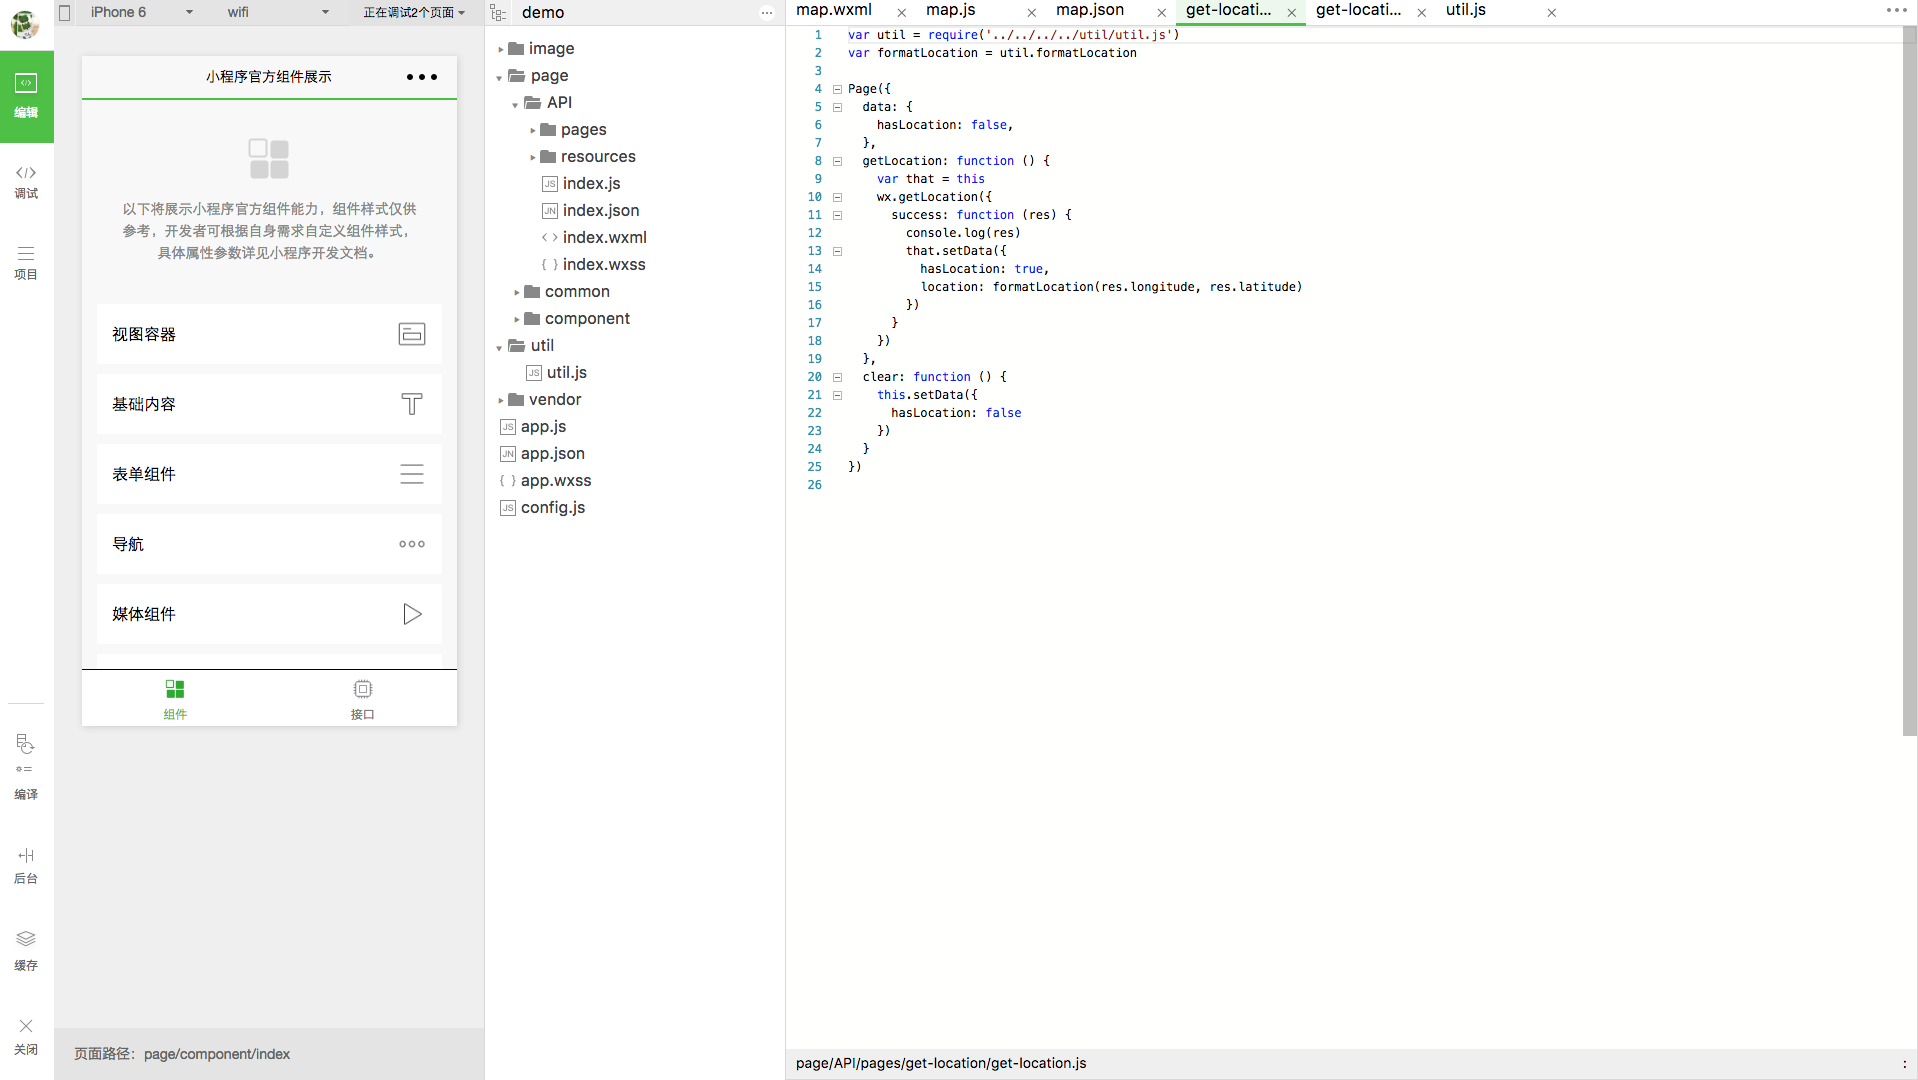 iPhone 6
wifi
正在调试2个页面
demo
map.wxml
map.js
map.json
get-locati...
get-locati...
util.js
编辑
调试
项目
编译
后台
缓存
关闭
小程序官方组件展示
以下将展示小程序官方组件能力，组件样式仅供
参考，开发者可根据自身需求自定义组件样式，
具体属性参数详见小程序开发文档。
视图容器
基础内容
表单组件
导航
媒体组件
组件
接口
页面路径： page/component/index
image
page
API
pages
resources
JS index.js
JN index.json
< > index.wxml
{ } index.wxss
common
component
util
JS util.js
vendor
JS app.js
JN app.json
{ } app.wxss
JS config.js
1 var util = require('../../../../util/util.js')
2 var formatLocation = util.formatLocation
3
4 Page({
5 data: {
6 hasLocation: false,
7 },
8 getLocation: function () {
9 var that = this
10 wx.getLocation({
11 success: function (res) {
12 console.log(res)
13 that.setData({
14 hasLocation: true,
15 location: formatLocation(res.longitude, res.latitude)
16 })
17 }
18 })
19 },
20 clear: function () {
21 this.setData({
22 hasLocation: false
23 })
24 }
25 })
26
page/API/pages/get-location/get-location.js